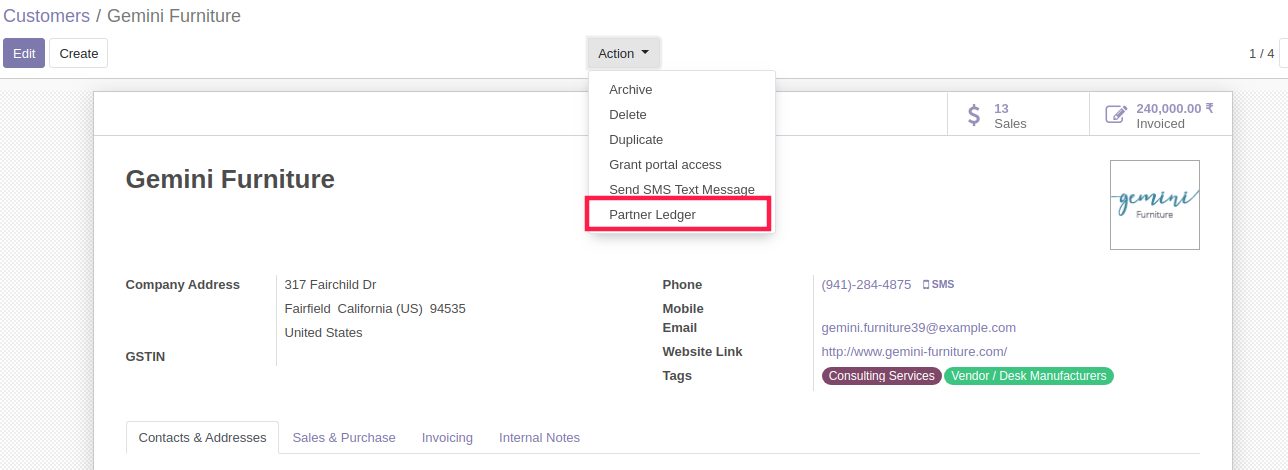 Customers / Gemini Furniture
Edit
Create
Action
1 / 4
Archive
Delete
Duplicate
Grant portal access
Send SMS Text Message
Partner Ledger
13
Sales
240,000.00 ₹
Invoiced
Gemini Furniture
gemini
Furniture
Company Address
317 Fairchild Dr
Fairfield California (US) 94535
United States
GSTIN
Phone
(941)-284-4875 SMS
Mobile
Email
gemini.furniture39@example.com
Website Link
http://www.gemini-furniture.com/
Tags
Consulting Services
Vendor / Desk Manufacturers
Contacts & Addresses
Sales & Purchase
Invoicing
Internal Notes